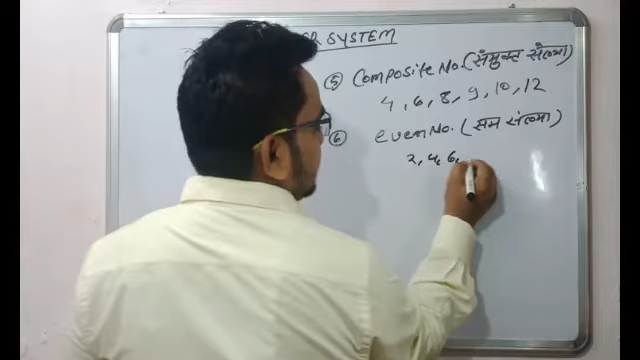 R SYSTEM
⑤ Composite No. (संयुक्त संख्या)
4, 6, 8, 9, 10, 12
⑥ even No. (सम संख्या)
2, 4, 6,